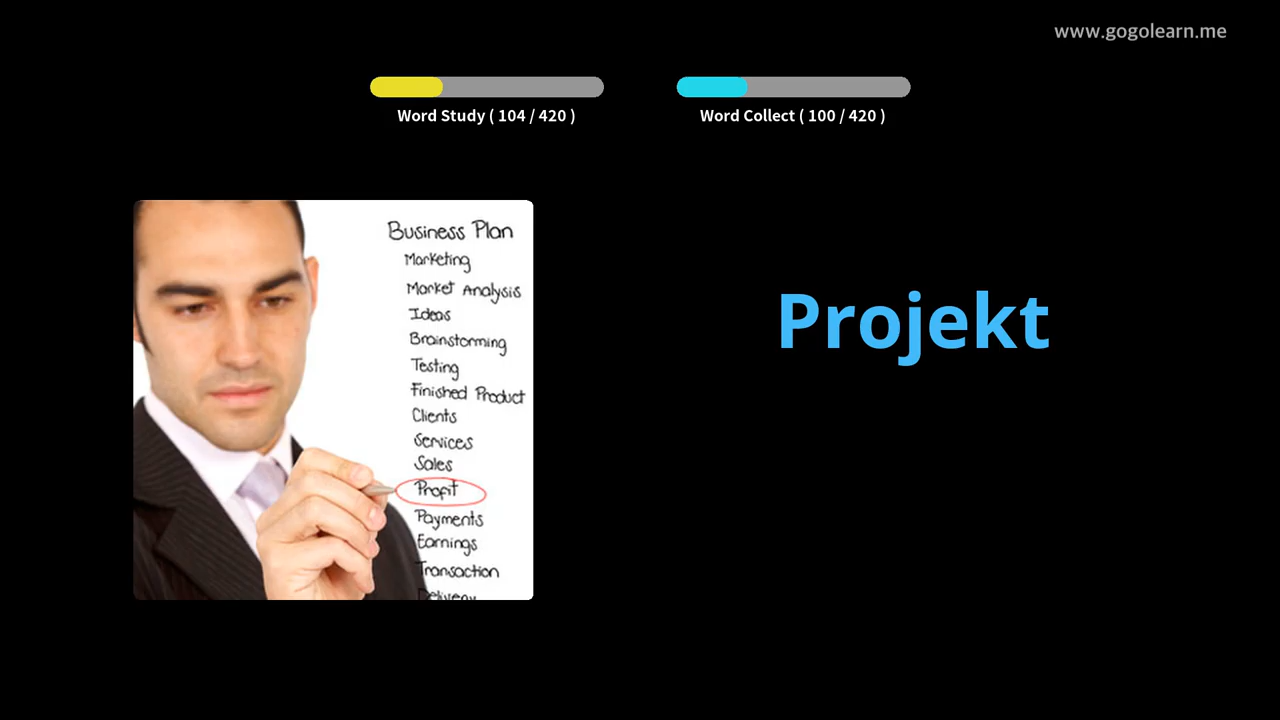 www.gogolearn.me
Word Study ( 104 / 420 )
Word Collect ( 100 / 420 )
Business Plan
Marketing
Market Analysis
Ideas
Brainstorming
Testing
Finished Product
Clients
Services
Sales
Profit
Payments
Earnings
Transaction
Delivery
Projekt